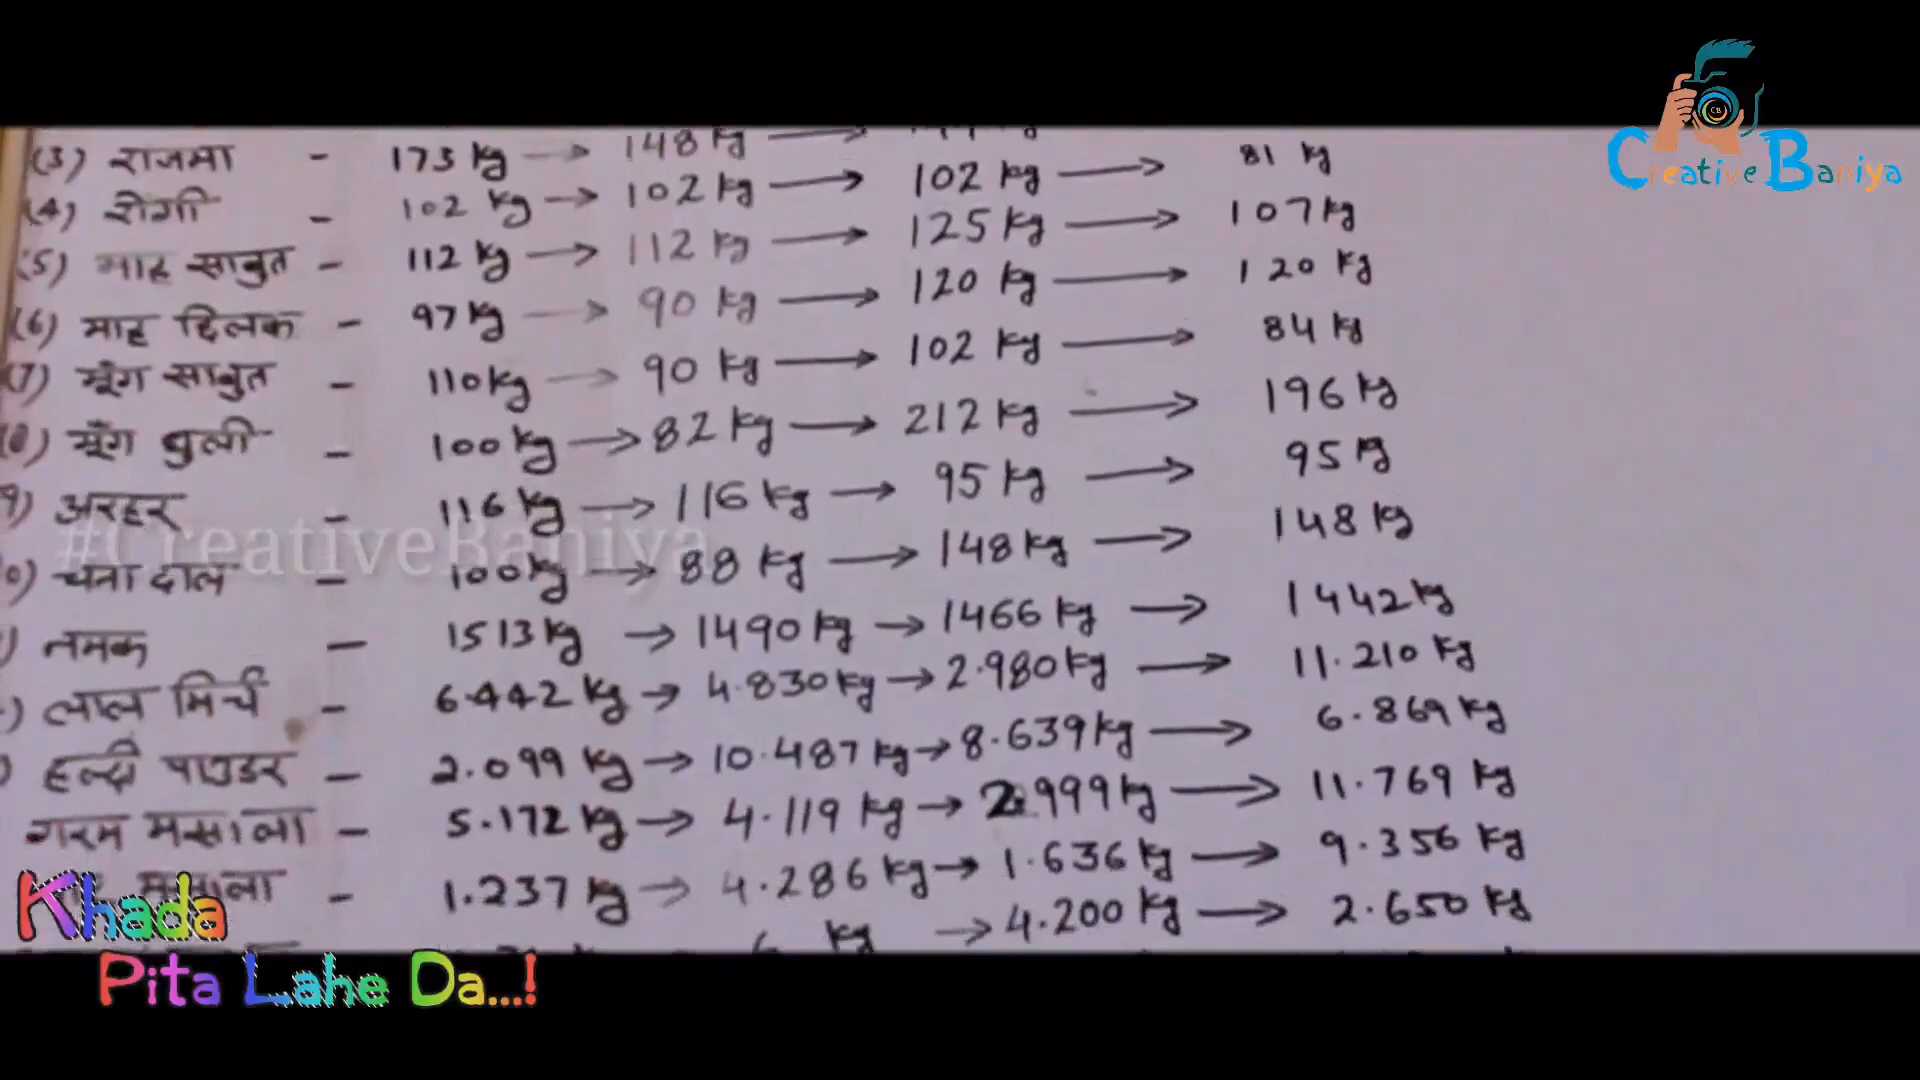 Creative Baniya
CB
(3) राजमा - 173 kg → 148 kg →
(4) रोंगी - 102 kg → 102 kg → 102 kg → 81 kg
(5) माह साबुत - 112 kg → 112 kg → 125 kg → 107 kg
(6) माह छिलक - 97 kg → 90 kg → 120 kg → 120 kg
(7) मूँग साबुत - 110 kg → 90 kg → 102 kg → 84 kg
(8) मूँग धुली - 100 kg → 82 kg → 212 kg → 196 kg
9) अरहर - 116 kg → 116 kg → 95 kg → 95 kg
0) चना दाल - 100 kg → 88 kg → 148 kg → 148 kg
) नमक - 1513 kg → 1490 kg → 1466 kg → 1442 kg
) लाल मिर्च - 6.442 kg → 4.830 kg → 2.980 kg → 11.210 kg
) हल्दी पाउडर - 2.099 kg → 10.487 kg → 8.639 kg → 6.869 kg
गरम मसाला - 5.172 kg → 4.119 kg → 2.999 kg → 11.769 kg
मसाला - 1.237 kg → 4.286 kg → 1.636 kg → 9.356 kg
kg → 4.200 kg → 2.650 kg
#CreativeBaniya
Khada
Pita Lahe Da...!